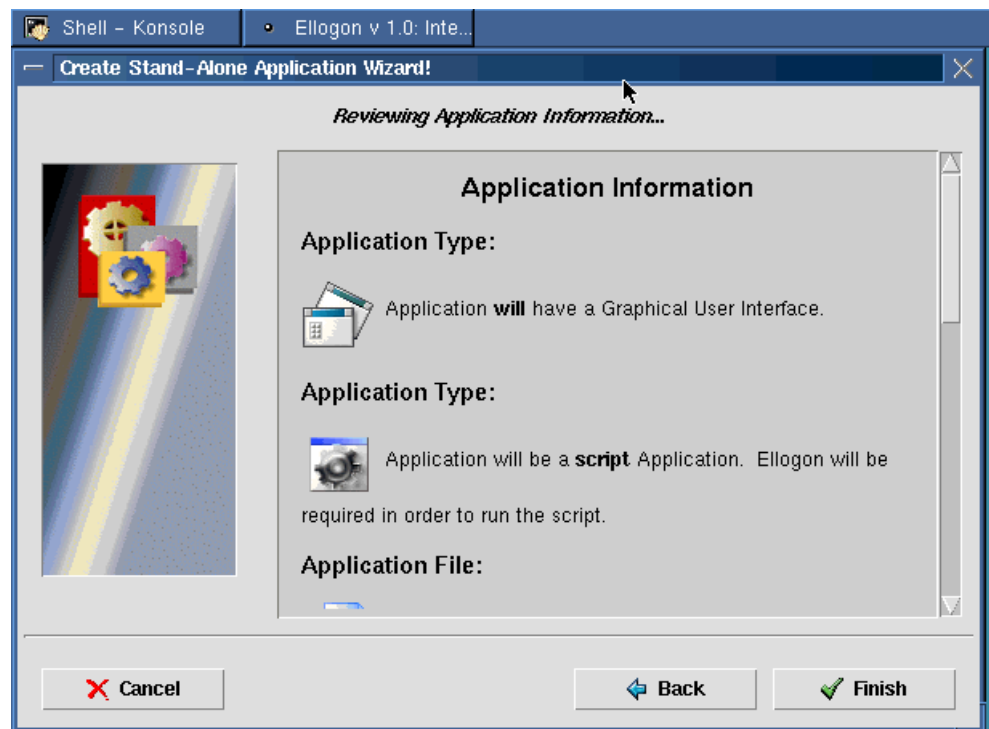 Shell – Konsole
Ellogon v 1.0: Inte...
Create Stand-Alone Application Wizard!
Reviewing Application Information...
Application Information
Application Type:
Application will have a Graphical User Interface.
Application Type:
Application will be a script Application. Ellogon will be
required in order to run the script.
Application File:
Cancel
Back
Finish